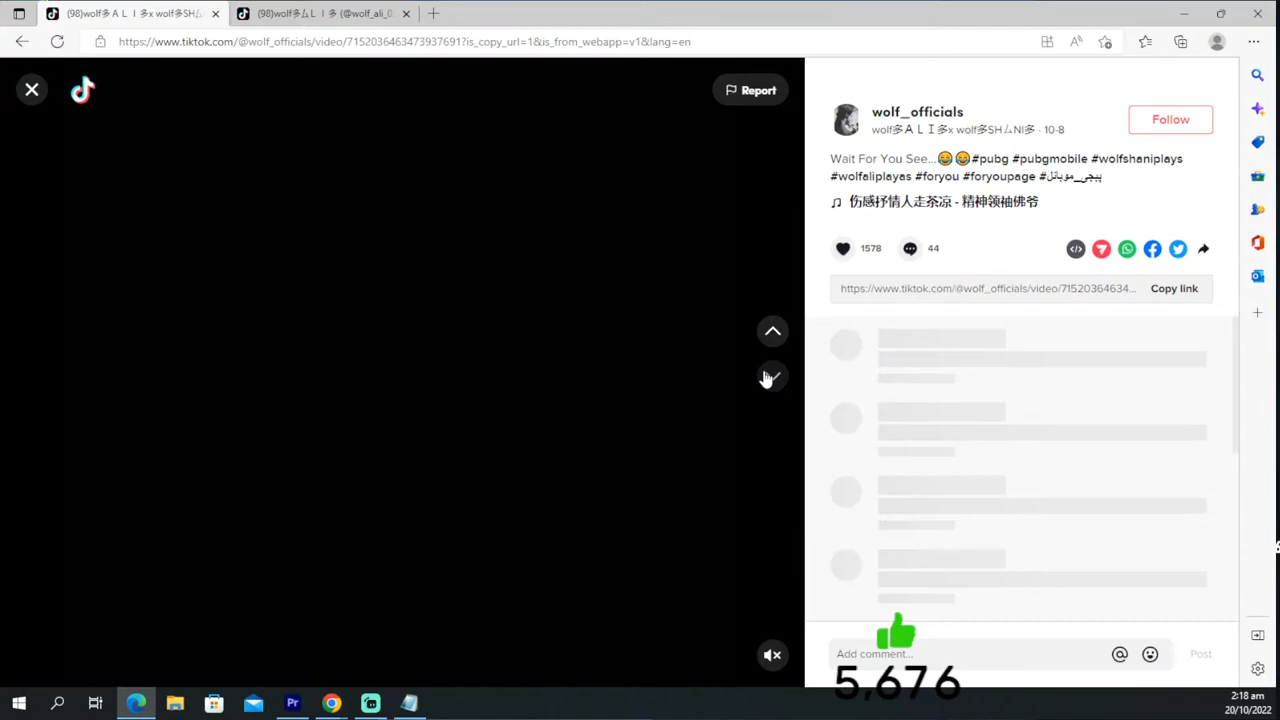 (98)wolf多ＡＬＩ多x wolf多SHㄙ
(98)wolf多ㄙＬＩ多 (@wolf_ali_0
https://www.tiktok.com/@wolf_officials/video/7152036463473937691?is_copy_url=1&is_from_webapp=v1&lang=en
Report
wolf_officials
wolf多ＡＬＩ多x wolf多SHㄙNI多 · 10-8
Follow
Wait For You See...😂😂#pubg #pubgmobile #wolfshaniplays
#wolfaliplayas #foryou #foryoupage #پبجی_موبائل
♫ 伤感抒情人走茶凉 - 精神领袖佛爷
1578
44
https://www.tiktok.com/@wolf_officials/video/71520364634...
Copy link
Add comment...
Post
5,676
2:18 am
20/10/2022